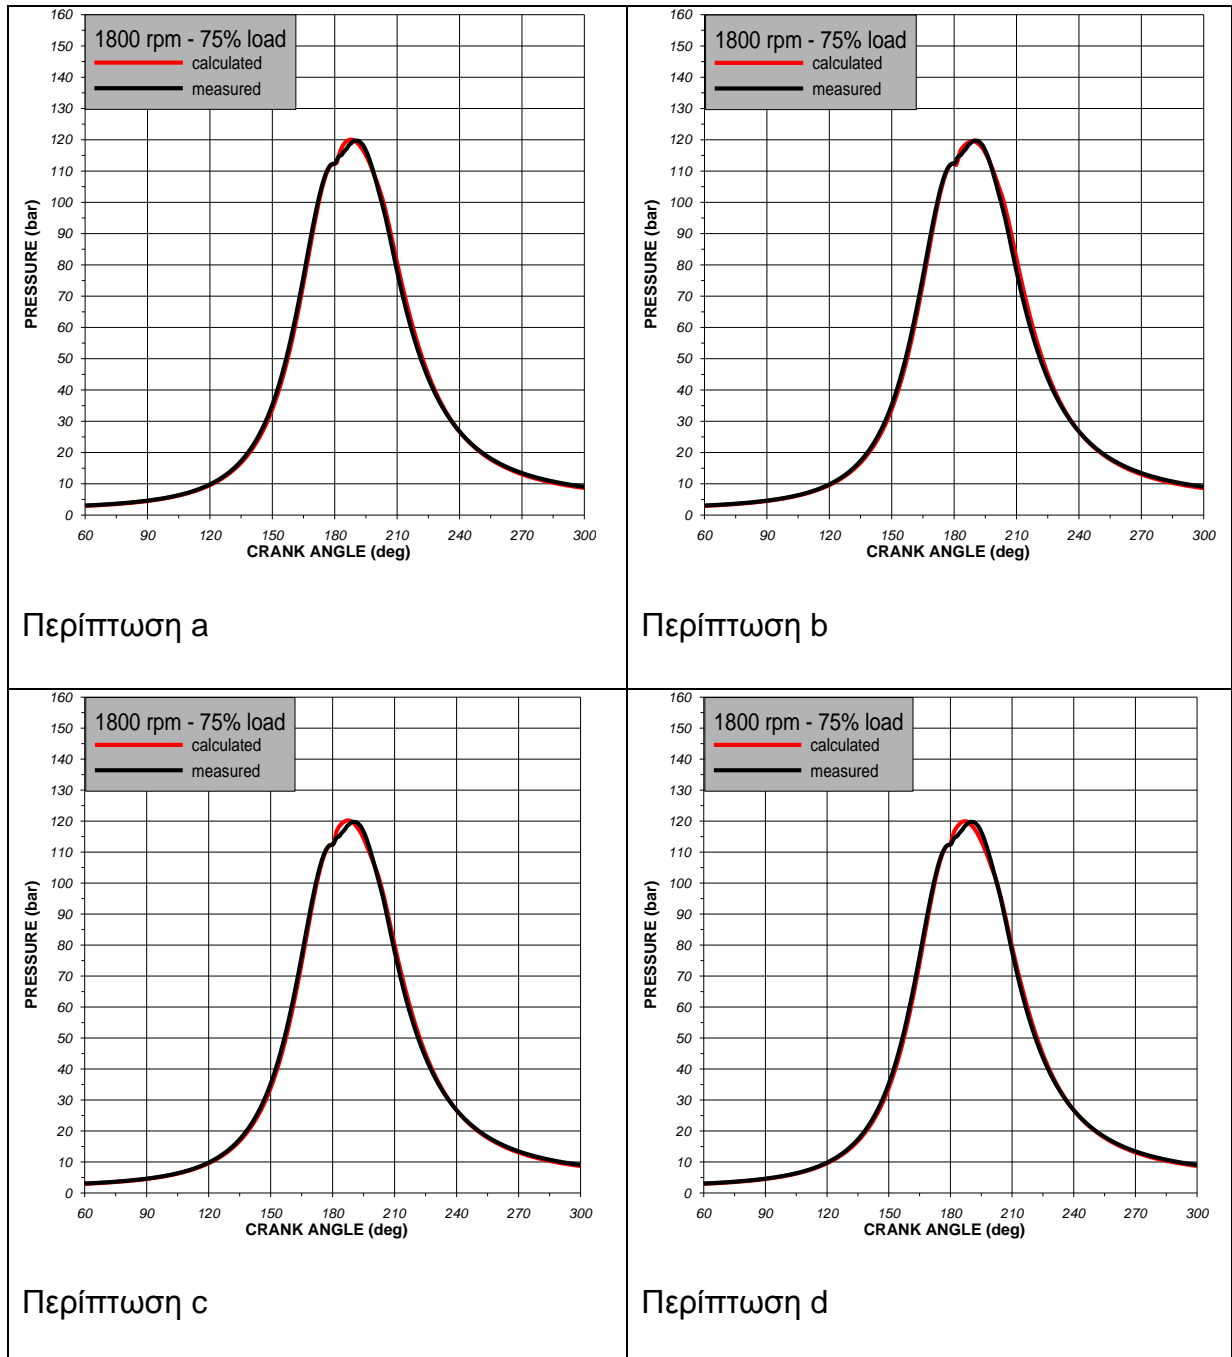 160
150
140
130
120
110
100
90
80
70
60
50
40
30
20
10
0
PRESSURE (bar)
1800 rpm - 75% load
calculated
measured
60 90 120 150 180 210 240 270 300
CRANK ANGLE (deg)
Περίπτωση a
160
150
140
130
120
110
100
90
80
70
60
50
40
30
20
10
0
PRESSURE (bar)
1800 rpm - 75% load
calculated
measured
60 90 120 150 180 210 240 270 300
CRANK ANGLE (deg)
Περίπτωση b
160
150
140
130
120
110
100
90
80
70
60
50
40
30
20
10
0
PRESSURE (bar)
1800 rpm - 75% load
calculated
measured
60 90 120 150 180 210 240 270 300
CRANK ANGLE (deg)
Περίπτωση c
160
150
140
130
120
110
100
90
80
70
60
50
40
30
20
10
0
PRESSURE (bar)
1800 rpm - 75% load
calculated
measured
60 90 120 150 180 210 240 270 300
CRANK ANGLE (deg)
Περίπτωση d